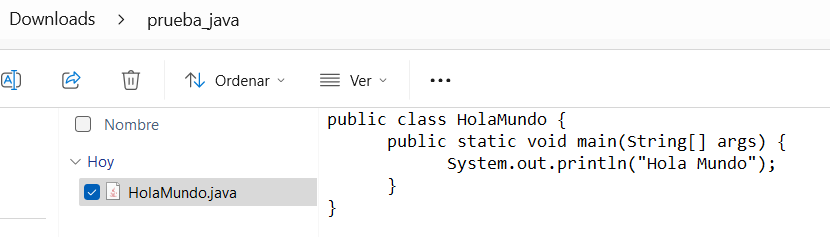 Downloads > prueba_java
Ordenar Ver ...
Nombre
Hoy
HolaMundo.java
public class HolaMundo {
public static void main(String[] args) {
System.out.println("Hola Mundo");
}
}